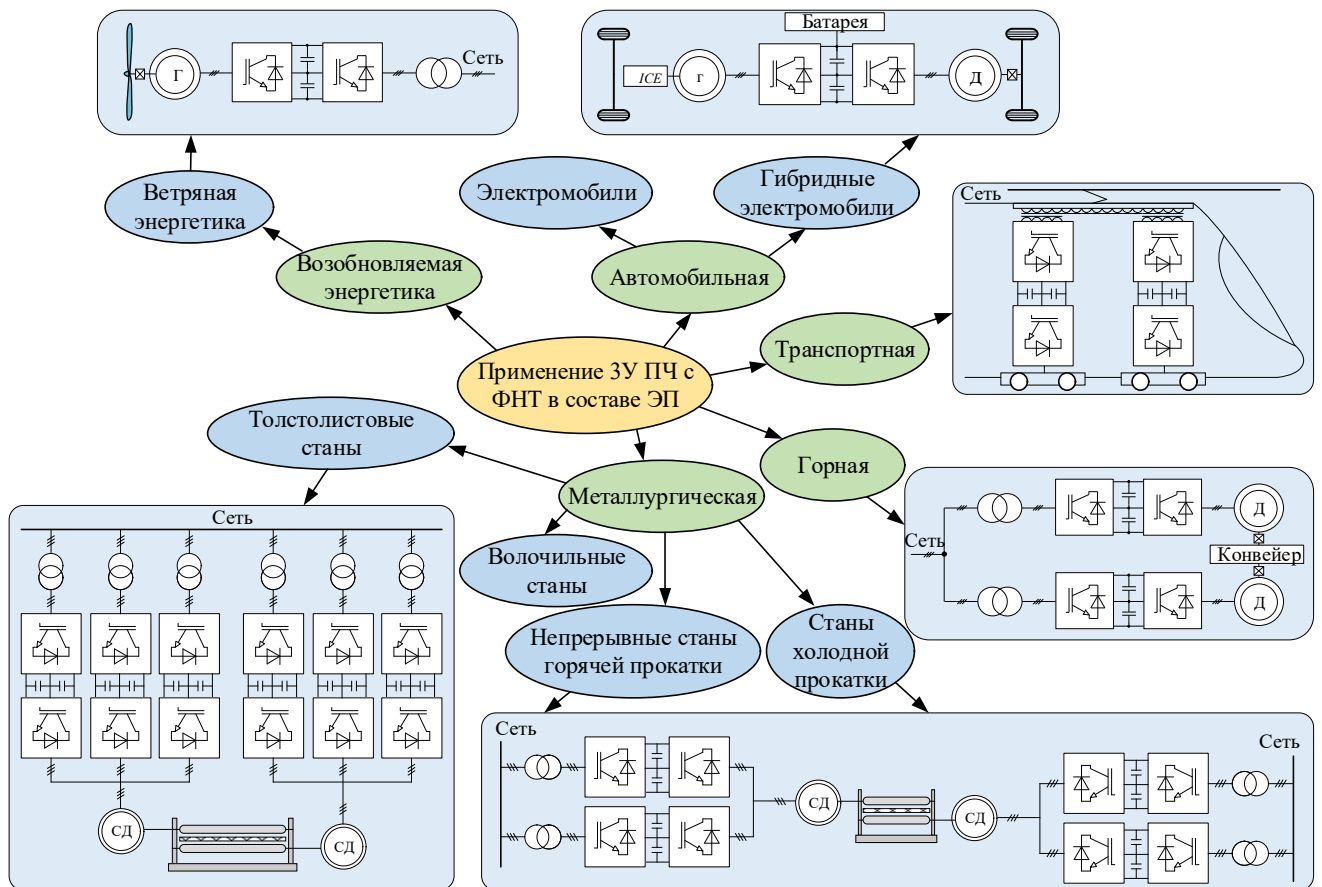 Батарея
Сеть
Г
ICE
г
Д
Ветряная
энергетика
Электромобили
Гибридные
электромобили
Сеть
Возобновляемая
энергетика
Автомобильная
Транспортная
Применение 3У ПЧ с
ФНТ в составе ЭП
Толстолистовые
станы
Горная
Металлургическая
Сеть
Сеть
Д
Конвейер
Д
Волочильные
станы
Непрерывные станы
горячей прокатки
Станы
холодной
прокатки
СД
СД
Сеть
Сеть
СД
СД